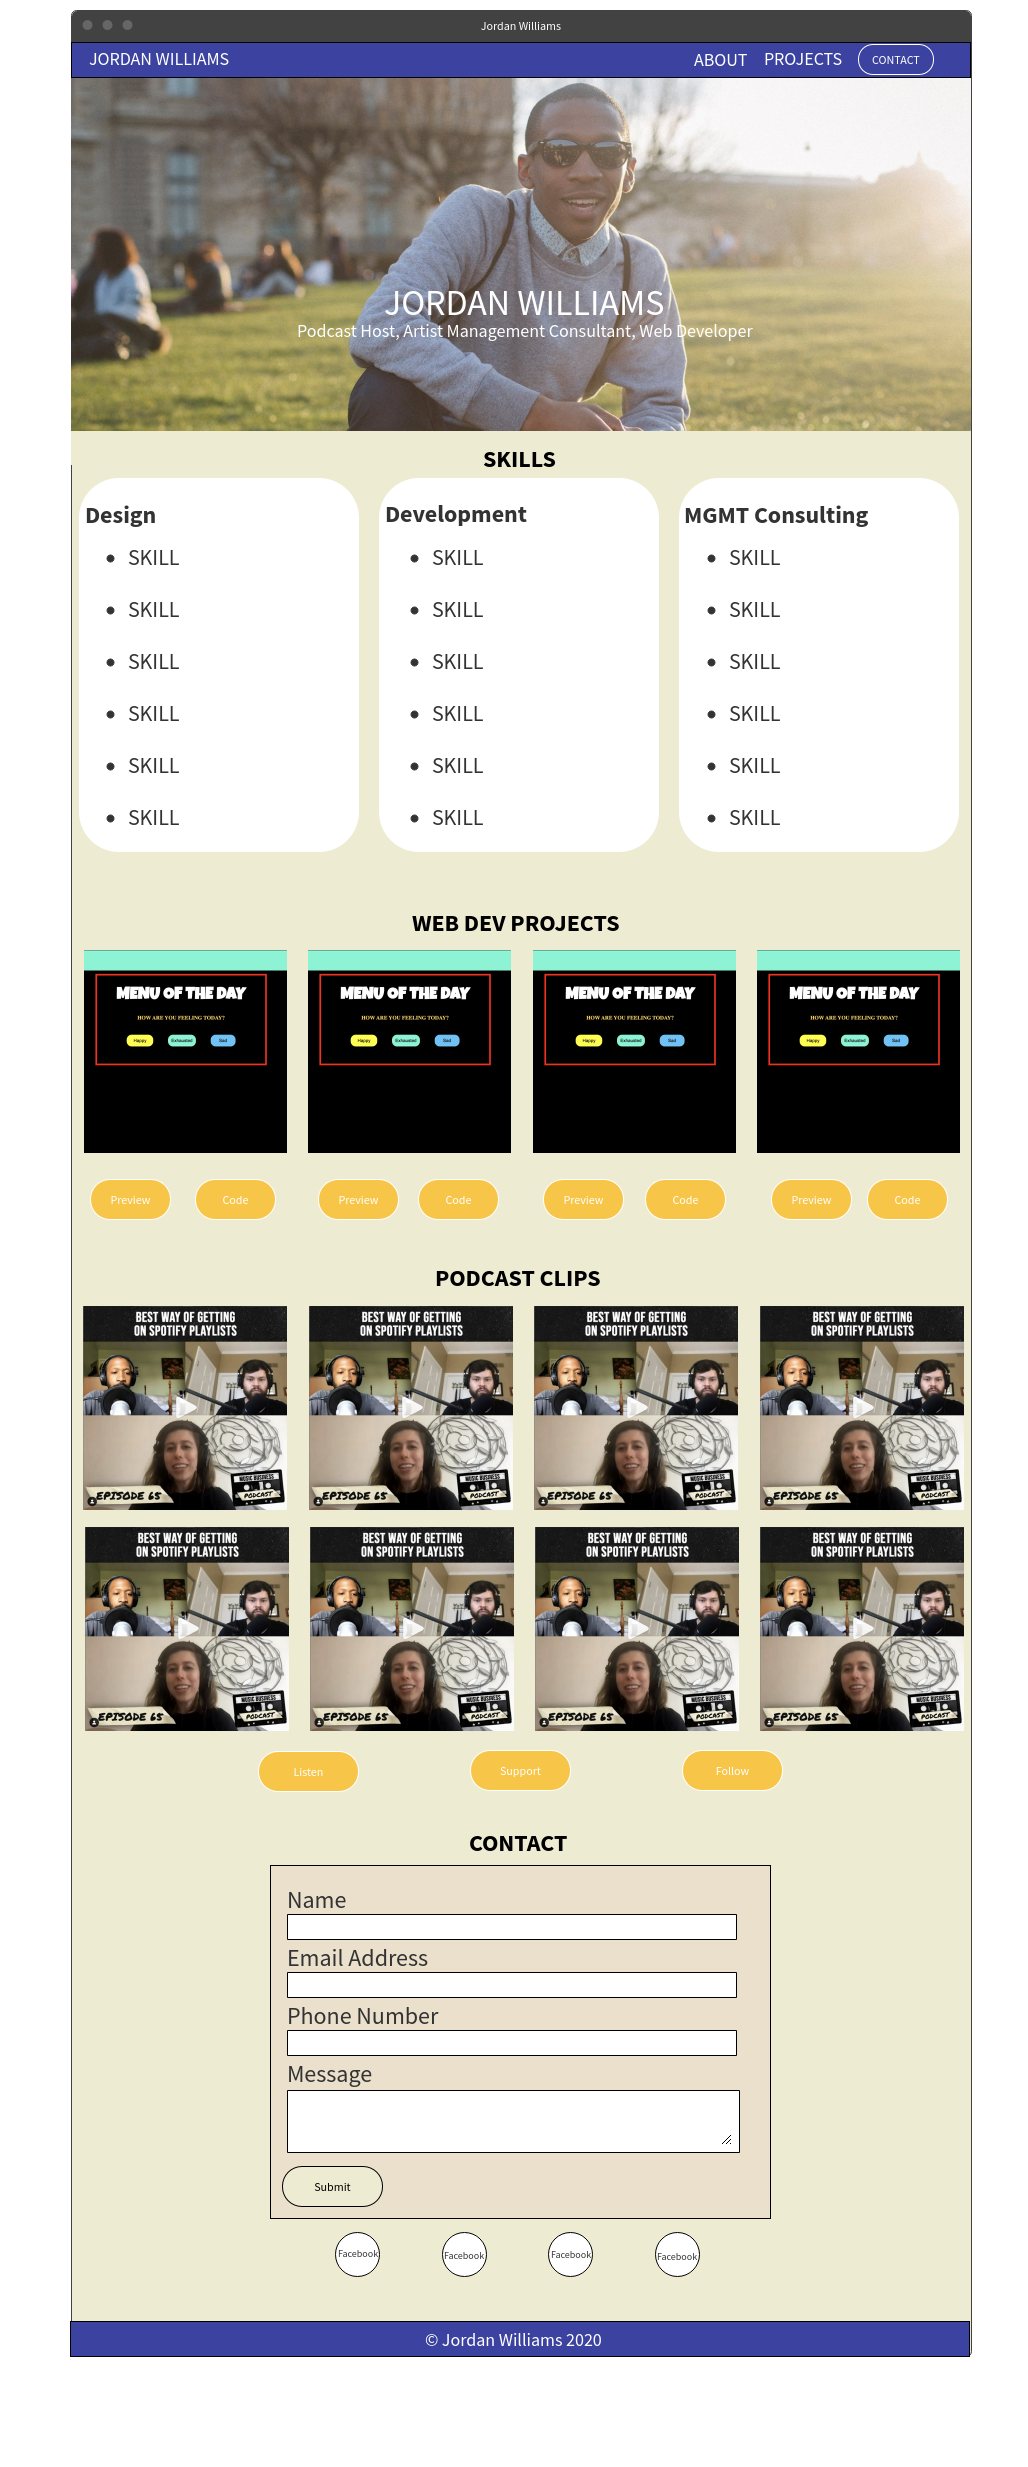 Jordan Williams
JORDAN WILLIAMS
ABOUT
PROJECTS
CONTACT
JORDAN WILLIAMS
Podcast Host, Artist Management Consultant, Web Developer
SKILLS
Design
SKILL
SKILL
SKILL
SKILL
SKILL
SKILL
Development
SKILL
SKILL
SKILL
SKILL
SKILL
SKILL
MGMT Consulting
SKILL
SKILL
SKILL
SKILL
SKILL
SKILL
WEB DEV PROJECTS
MENU OF THE DAY
HOW ARE YOU FEELING TODAY?
Happy
Exhausted
Sad
MENU OF THE DAY
HOW ARE YOU FEELING TODAY?
Happy
Exhausted
Sad
MENU OF THE DAY
HOW ARE YOU FEELING TODAY?
Happy
Exhausted
Sad
MENU OF THE DAY
HOW ARE YOU FEELING TODAY?
Happy
Exhausted
Sad
Preview
Code
Preview
Code
Preview
Code
Preview
Code
PODCAST CLIPS
BEST WAY OF GETTING
ON SPOTIFY PLAYLISTS
MUSIC BUSINESS
PODCAST
EPISODE 65
BEST WAY OF GETTING
ON SPOTIFY PLAYLISTS
MUSIC BUSINESS
PODCAST
EPISODE 65
BEST WAY OF GETTING
ON SPOTIFY PLAYLISTS
MUSIC BUSINESS
PODCAST
EPISODE 65
BEST WAY OF GETTING
ON SPOTIFY PLAYLISTS
MUSIC BUSINESS
PODCAST
EPISODE 65
BEST WAY OF GETTING
ON SPOTIFY PLAYLISTS
MUSIC BUSINESS
PODCAST
EPISODE 65
BEST WAY OF GETTING
ON SPOTIFY PLAYLISTS
MUSIC BUSINESS
PODCAST
EPISODE 65
BEST WAY OF GETTING
ON SPOTIFY PLAYLISTS
MUSIC BUSINESS
PODCAST
EPISODE 65
BEST WAY OF GETTING
ON SPOTIFY PLAYLISTS
MUSIC BUSINESS
PODCAST
EPISODE 65
Listen
Support
Follow
CONTACT
Name
Email Address
Phone Number
Message
Submit
Facebook
Facebook
Facebook
Facebook
© Jordan Williams 2020